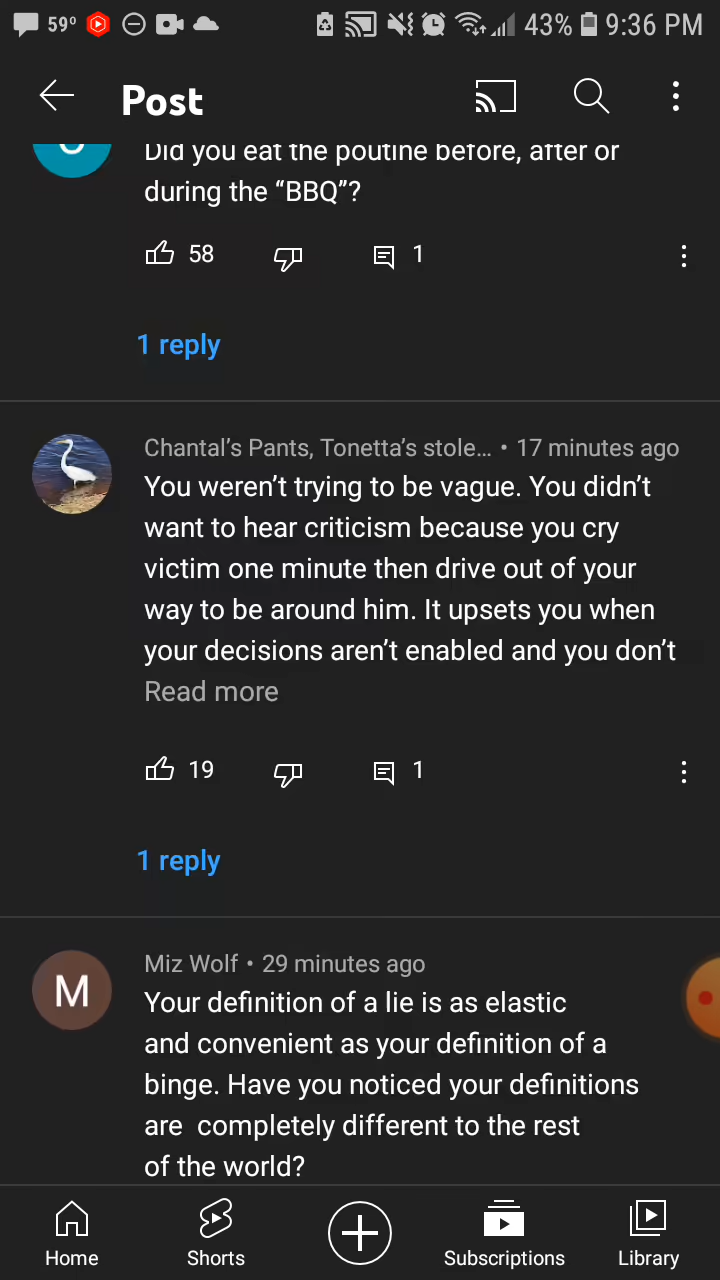 59° 43% 9:36 PM
Post
Did you eat the poutine before, after or
during the “BBQ”?
58 1
1 reply
Chantal’s Pants, Tonetta’s stole... • 17 minutes ago
You weren’t trying to be vague. You didn’t
want to hear criticism because you cry
victim one minute then drive out of your
way to be around him. It upsets you when
your decisions aren’t enabled and you don’t
Read more
19 1
1 reply
M
Miz Wolf • 29 minutes ago
Your definition of a lie is as elastic
and convenient as your definition of a
binge. Have you noticed your definitions
are  completely different to the rest
of the world?
Home Shorts Subscriptions Library